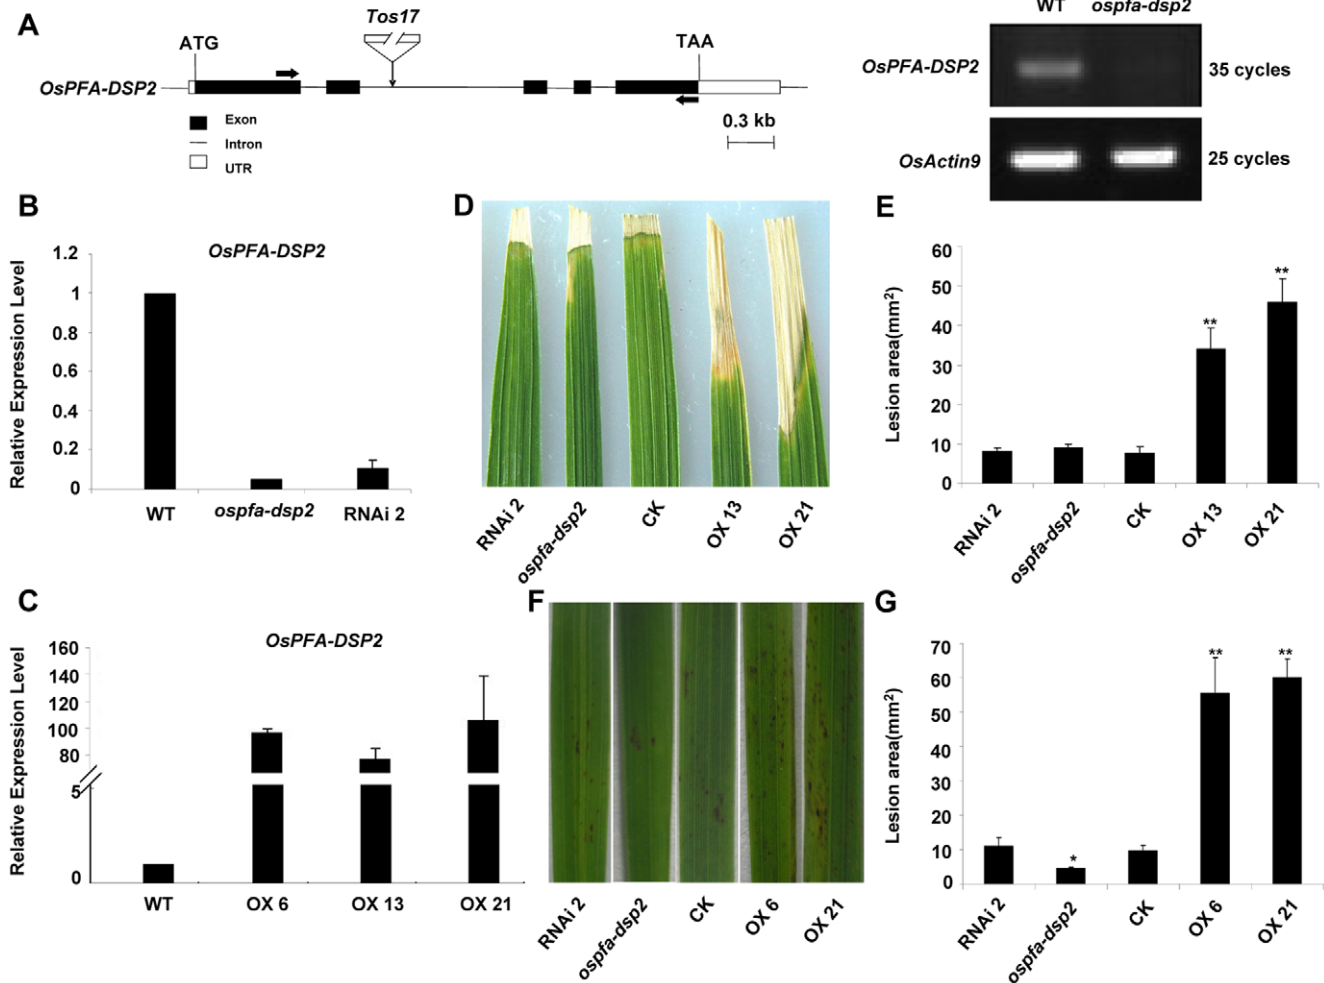 A
Tos17
ATG
TAA
OsPFA-DSP2
0.3 kb
Exon
Intron
UTR
WT ospfa-dsp2
OsPFA-DSP2
35 cycles
OsActin9
25 cycles
B
OsPFA-DSP2
Relative Expression Level
1.2
1
0.8
0.6
0.4
0.2
0
WT ospfa-dsp2 RNAi 2
C
OsPFA-DSP2
Relative Expression Level
160
140
120
100
80
5
0
WT OX 6 OX 13 OX 21
D
RNAi 2 ospfa-dsp2 CK OX 13 OX 21
E
Lesion area(mm2)
60
50
40
30
20
10
0
**
**
RNAi 2 ospfa-dsp2 CK OX 13 OX 21
F
RNAi 2 ospfa-dsp2 CK OX 6 OX 21
G
Lesion area(mm2)
70
60
50
40
30
20
10
0
*
**
**
RNAi 2 ospfa-dsp2 CK OX 6 OX 21